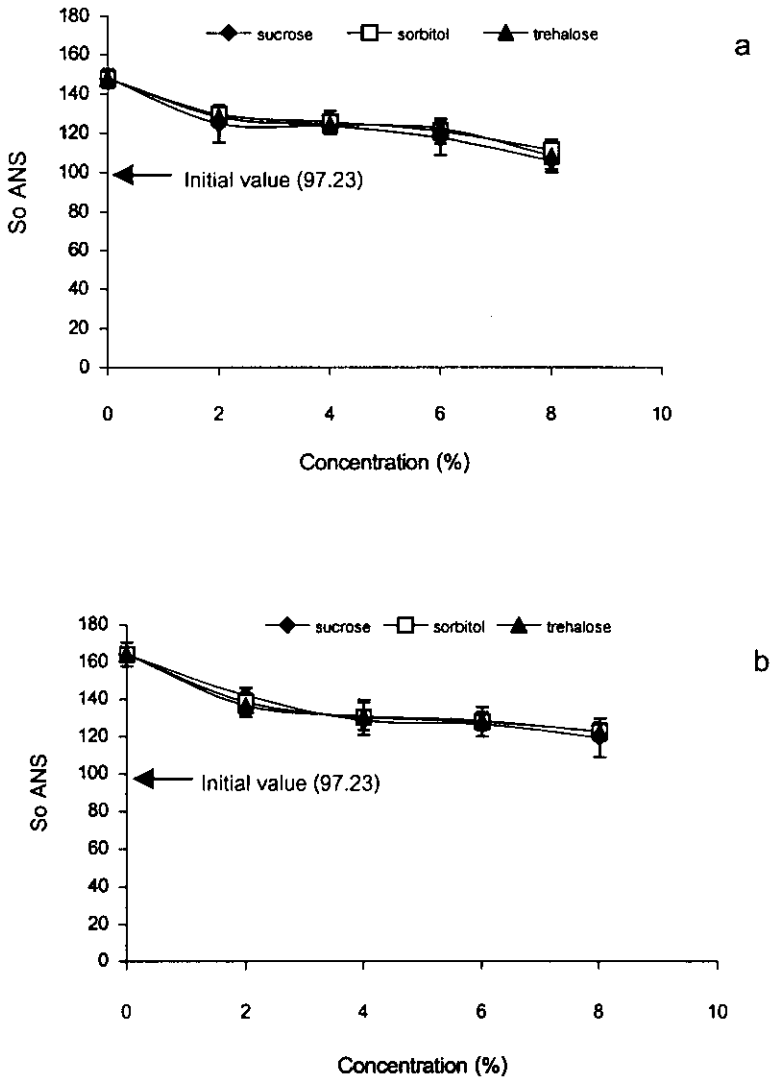 a
180
sucrose sorbitol trehalose
160
140
120
100
80
60
40
20
0
So ANS
Initial value (97.23)
0 2 4 6 8 10
Concentration (%)
b
180
sucrose sorbitol trehalose
160
140
120
100
80
60
40
20
0
So ANS
Initial value (97.23)
0 2 4 6 8 10
Concentration (%)